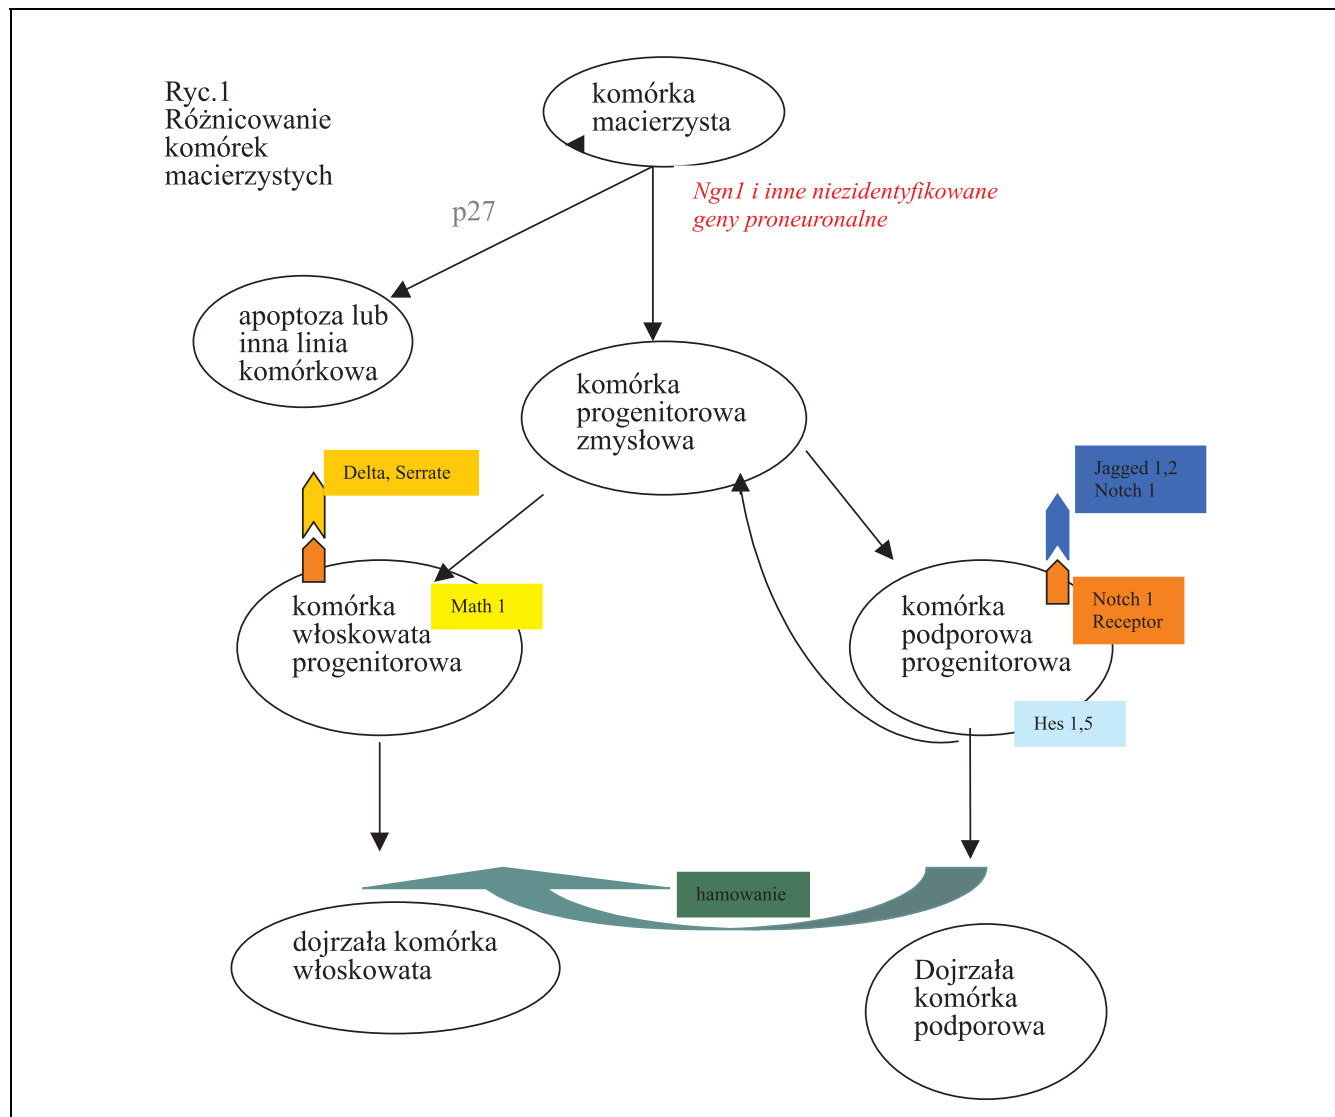 Ryc.1
Różnicowanie
komórek
macierzystych
komórka
macierzysta
p27
Ngn1 i inne niezidentyfikowane
geny proneuronalne
apoptoza lub
inna linia
komórkowa
komórka
progenitorowa
zmysłowa
Delta, Serrate
Jagged 1,2
Notch 1
komórka
włoskowata
progenitorowa
Math 1
komórka
podporowa
progenitorowa
Notch 1
Receptor
Hes 1,5
hamowanie
dojrzała komórka
włoskowata
Dojrzała
komórka
podporowa